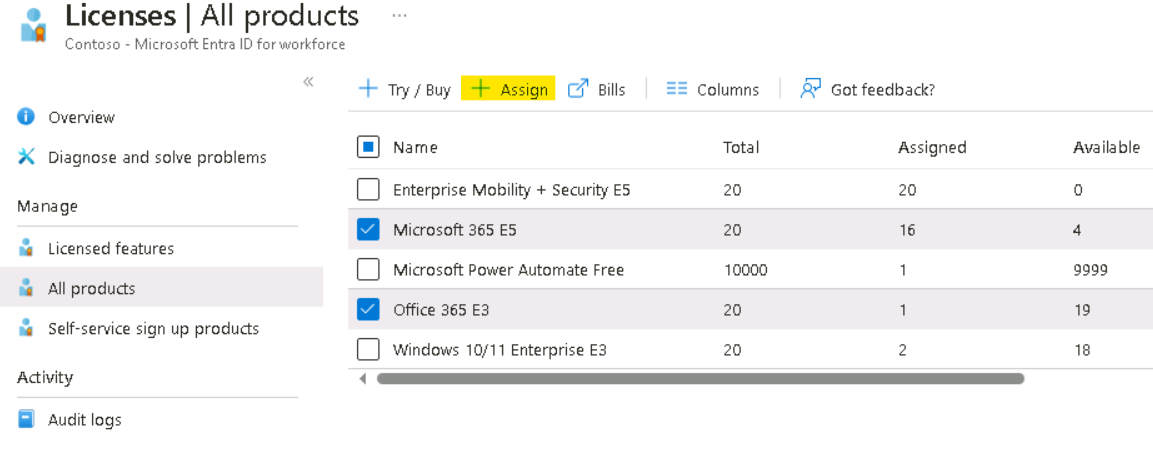 Licenses | All products ...
Contoso - Microsoft Entra ID for workforce
«
Overview
Diagnose and solve problems
Manage
Licensed features
All products
Self-service sign up products
Activity
Audit logs
Try / Buy Assign Bills Columns Got feedback?
Name Total Assigned Available
Enterprise Mobility + Security E5 20 20 0
Microsoft 365 E5 20 16 4
Microsoft Power Automate Free 10000 1 9999
Office 365 E3 20 1 19
Windows 10/11 Enterprise E3 20 2 18